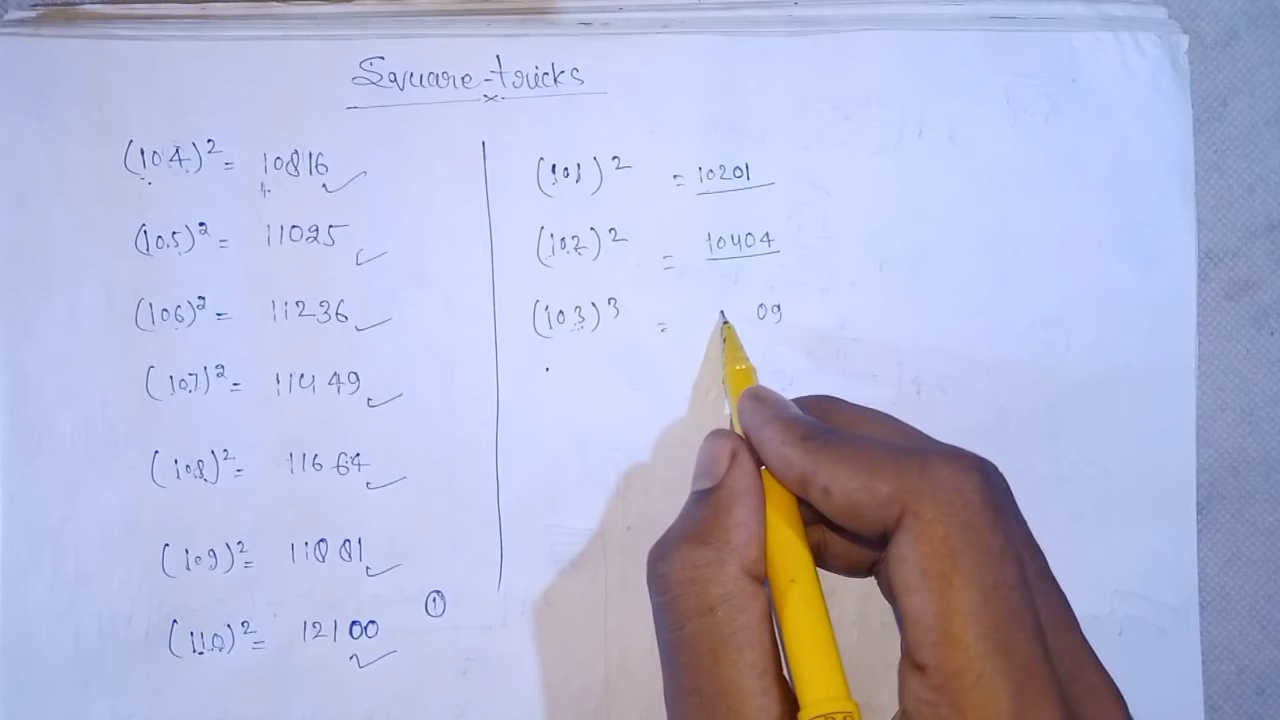 Square-tricks
(104)² = 10816
(105)² = 11025
(106)² = 11236
(107)² = 11449
(108)² = 11664
(109)² = 11881
(110)² = 12100
①
(101)² = 10201
(102)² = 10404
(103)³ = 09